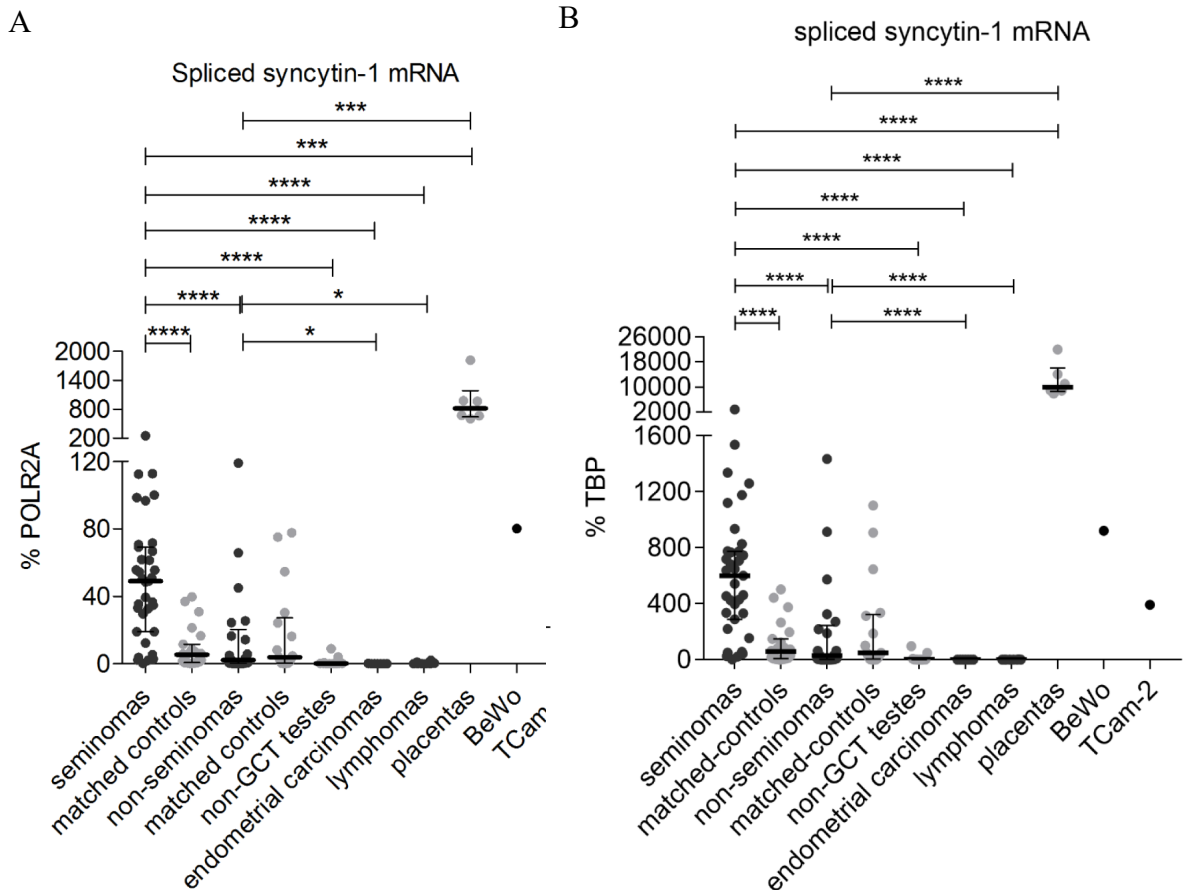 A
Spliced syncytin-1 mRNA
***
***
****
****
****
**** *
**** *
2000
1400
800
200
120
80
40
0
% POLR2A
seminomas
matched controls
non-seminomas
matched controls
non-GCT testes
endometrial carcinomas
lymphomas
placentas
BeWo
TCam
B
spliced syncytin-1 mRNA
****
****
****
****
****
**** ****
**** ****
26000
18000
10000
2000
1600
1200
800
400
0
% TBP
seminomas
matched-controls
non-seminomas
matched-controls
non-GCT testes
endometrial carcinomas
lymphomas
placentas
BeWo
TCam-2